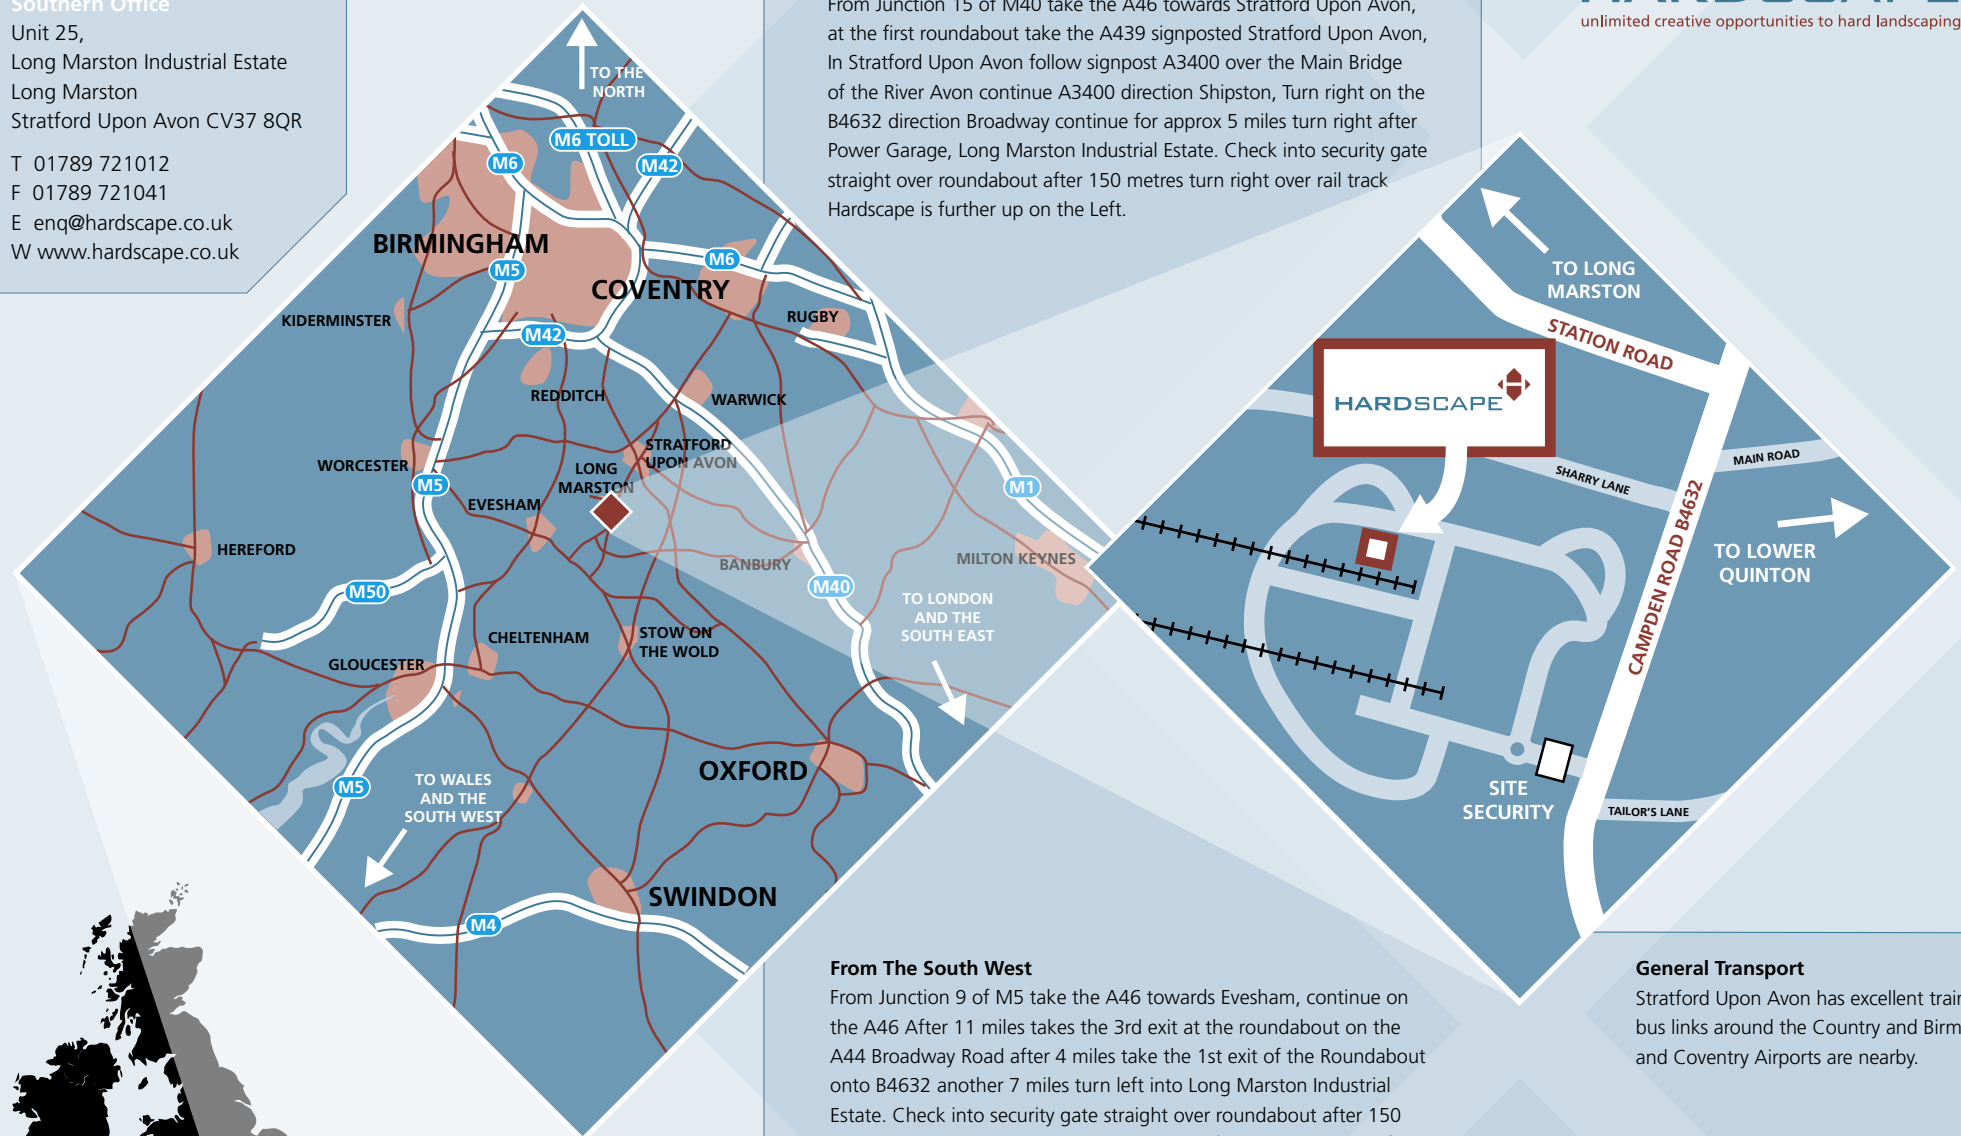 Southern Office
Unit 25,
Long Marston Industrial Estate
Long Marston
Stratford Upon Avon CV37 8QR
T 01789 721012
F 01789 721041
E enq@hardscape.co.uk
W www.hardscape.co.uk
From Junction 15 of M40 take the A46 towards Stratford Upon Avon,
at the first roundabout take the A439 signposted Stratford Upon Avon,
In Stratford Upon Avon follow signpost A3400 over the Main Bridge
of the River Avon continue A3400 direction Shipston, Turn right on the
B4632 direction Broadway continue for approx 5 miles turn right after
Power Garage, Long Marston Industrial Estate. Check into security gate
straight over roundabout after 150 metres turn right over rail track
Hardscape is further up on the Left.
HARDSCAPE
unlimited creative opportunities to hard landscaping
TO THE
NORTH
M6 TOLL
M6
M42
BIRMINGHAM
M5
M6
COVENTRY
KIDERMINSTER
RUGBY
M42
REDDITCH
WARWICK
STRATFORD
UPON AVON
WORCESTER
LONG
MARSTON
M5
M1
EVESHAM
HEREFORD
BANBURY
MILTON KEYNES
M50
M40
TO LONDON
AND THE
SOUTH EAST
CHELTENHAM
STOW ON
THE WOLD
GLOUCESTER
OXFORD
M5
TO WALES
AND THE
SOUTH WEST
SWINDON
M4
TO LONG
MARSTON
STATION ROAD
HARDSCAPE
MAIN ROAD
SHARRY LANE
CAMPDEN ROAD B4632
TO LOWER
QUINTON
SITE
SECURITY
TAILOR'S LANE
From The South West
From Junction 9 of M5 take the A46 towards Evesham, continue on
the A46 After 11 miles takes the 3rd exit at the roundabout on the
A44 Broadway Road after 4 miles take the 1st exit of the Roundabout
onto B4632 another 7 miles turn left into Long Marston Industrial
Estate. Check into security gate straight over roundabout after 150
General Transport
Stratford Upon Avon has excellent train
bus links around the Country and Birm
and Coventry Airports are nearby.